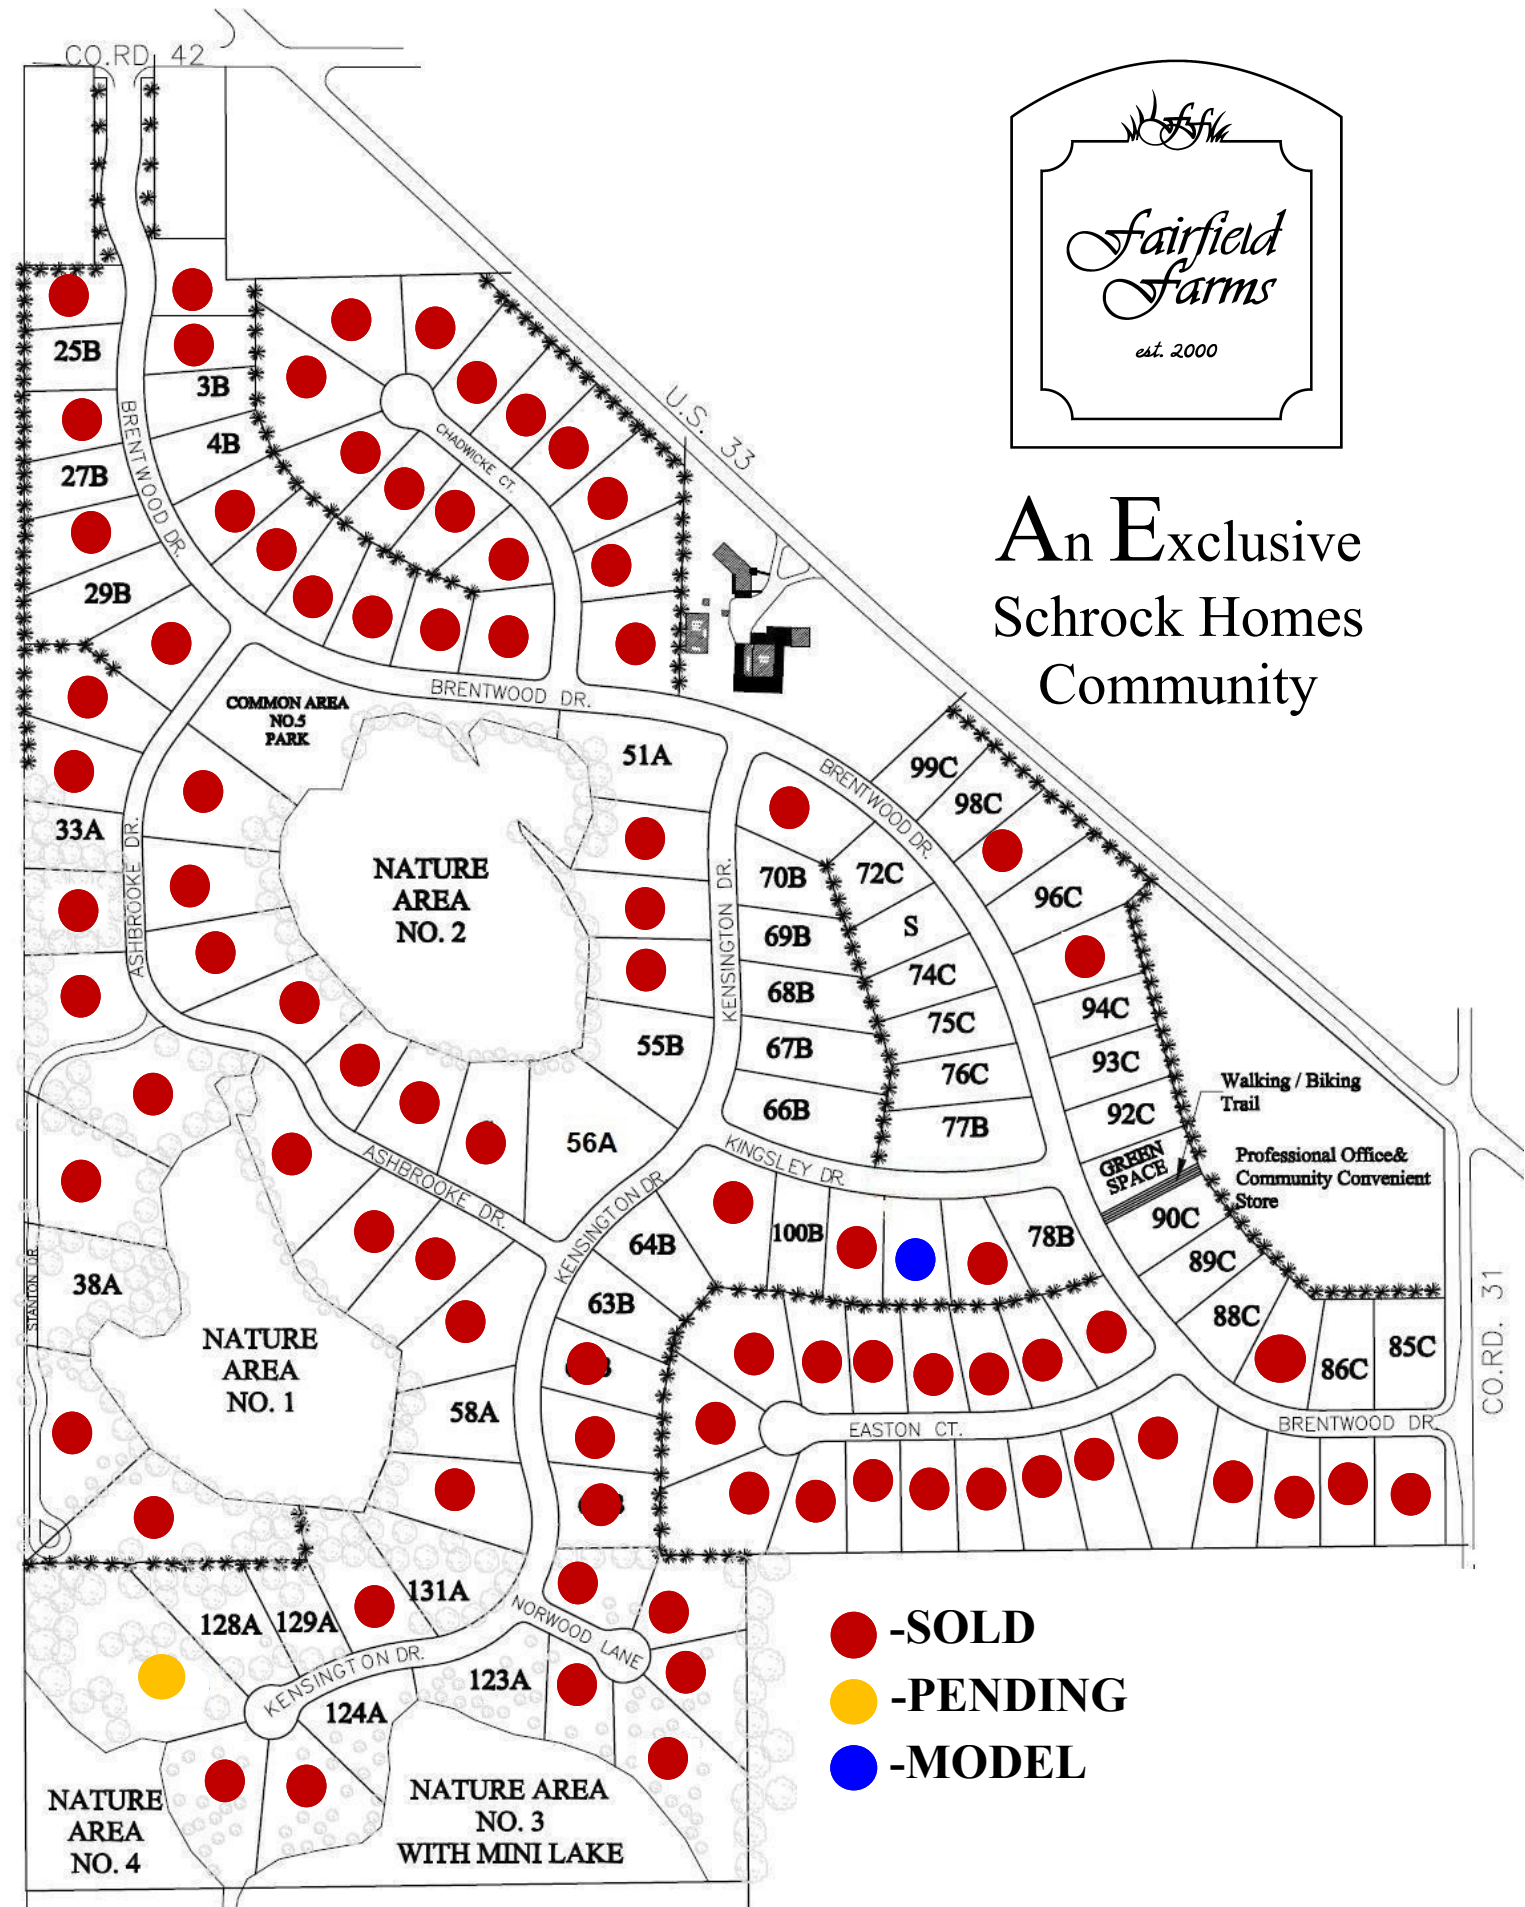 CO.RD 42
Fairfield
Farms
est. 2000
An Exclusive
Schrock Homes
Community
U.S. 33
25B
3B
4B
27B
29B
BRENTWOOD DR.
CHADWICKE CT.
COMMON AREA
NO.5
PARK
BRENTWOOD DR.
51A
33A
ASHBROOKE DR.
NATURE
AREA
NO. 2
KENSINGTON DR.
BRENTWOOD DR.
99C
98C
96C
70B
72C
69B
S
68B
74C
94C
67B
75C
93C
66B
76C
92C
77B
55B
56A
Walking / Biking
Trail
GREEN
SPACE
Professional Office&
Community Convenient
Store
KINGSLEY DR.
ASHBROOKE DR.
KENSINGTON DR
64B
100B
78B
90C
89C
88C
86C
85C
CO.RD. 31
63B
38A
STANTON DR.
NATURE
AREA
NO. 1
58A
EASTON CT.
BRENTWOOD DR.
131A
128A
129A
NORWOOD LANE
KENSINGTON DR.
123A
124A
NATURE
AREA
NO. 4
NATURE AREA
NO. 3
WITH MINI LAKE
-SOLD
-PENDING
-MODEL